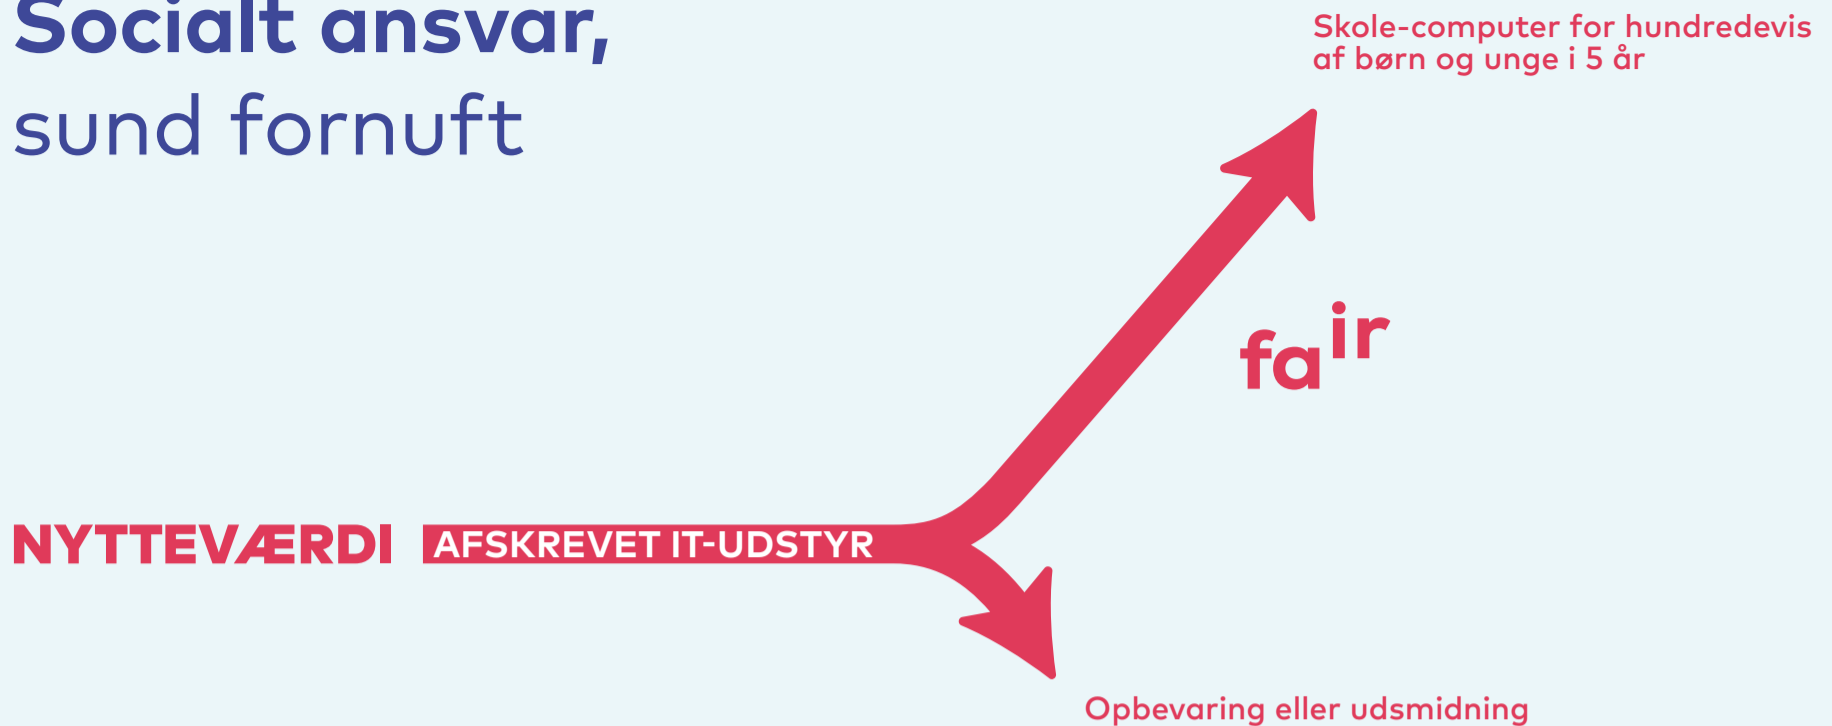 Socialt ansvar,
sund fornuft
Skole-computer for hundredevis
af børn og unge i 5 år
fair
NYTTEVÆRDI AFSKREVET IT-UDSTYR
Opbevaring eller udsmidning